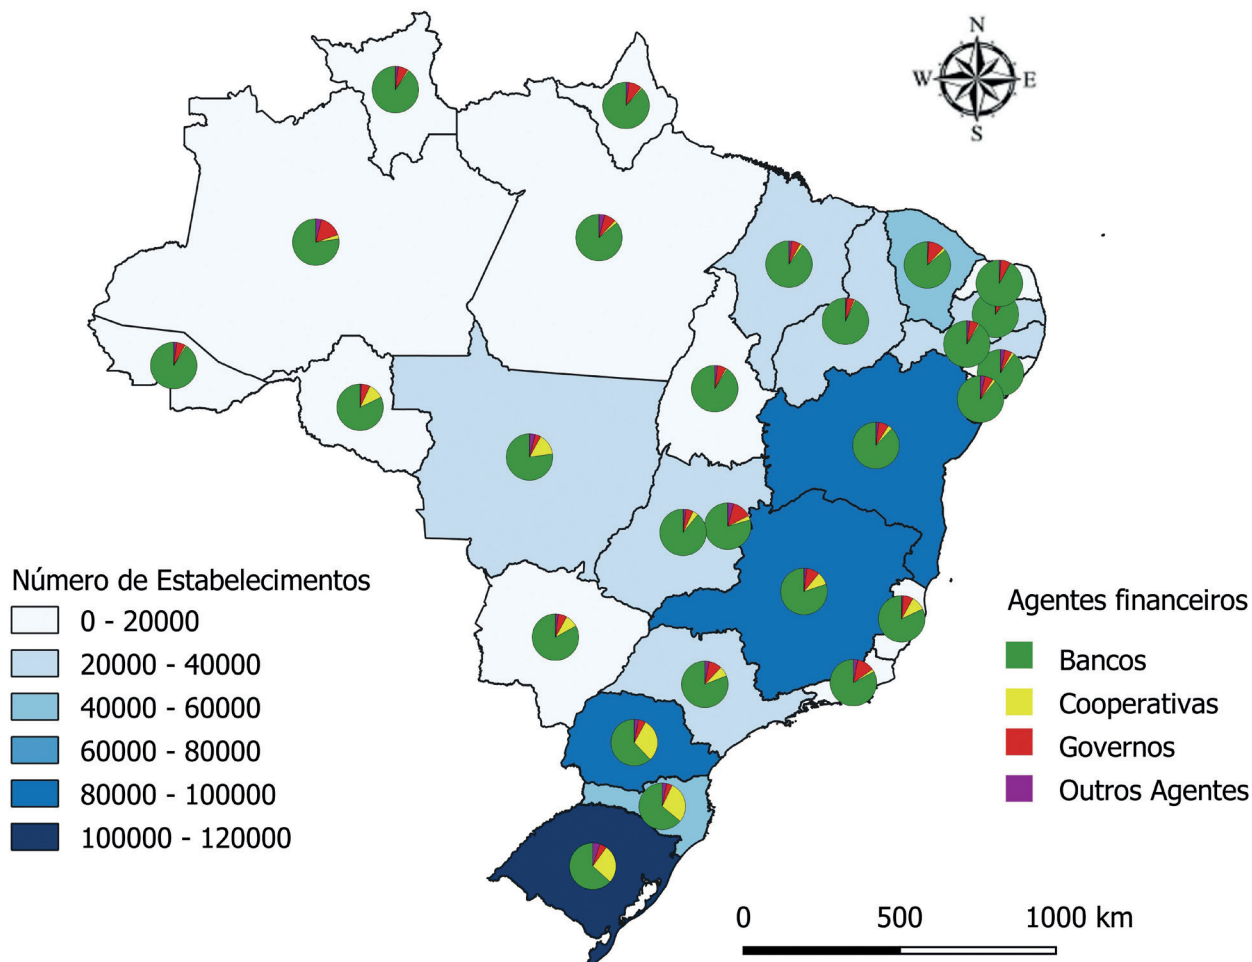 N
W E
S
Número de Estabelecimentos
0 - 20000
20000 - 40000
40000 - 60000
60000 - 80000
80000 - 100000
100000 - 120000
Agentes financeiros
Bancos
Cooperativas
Governos
Outros Agentes
0 500 1000 km